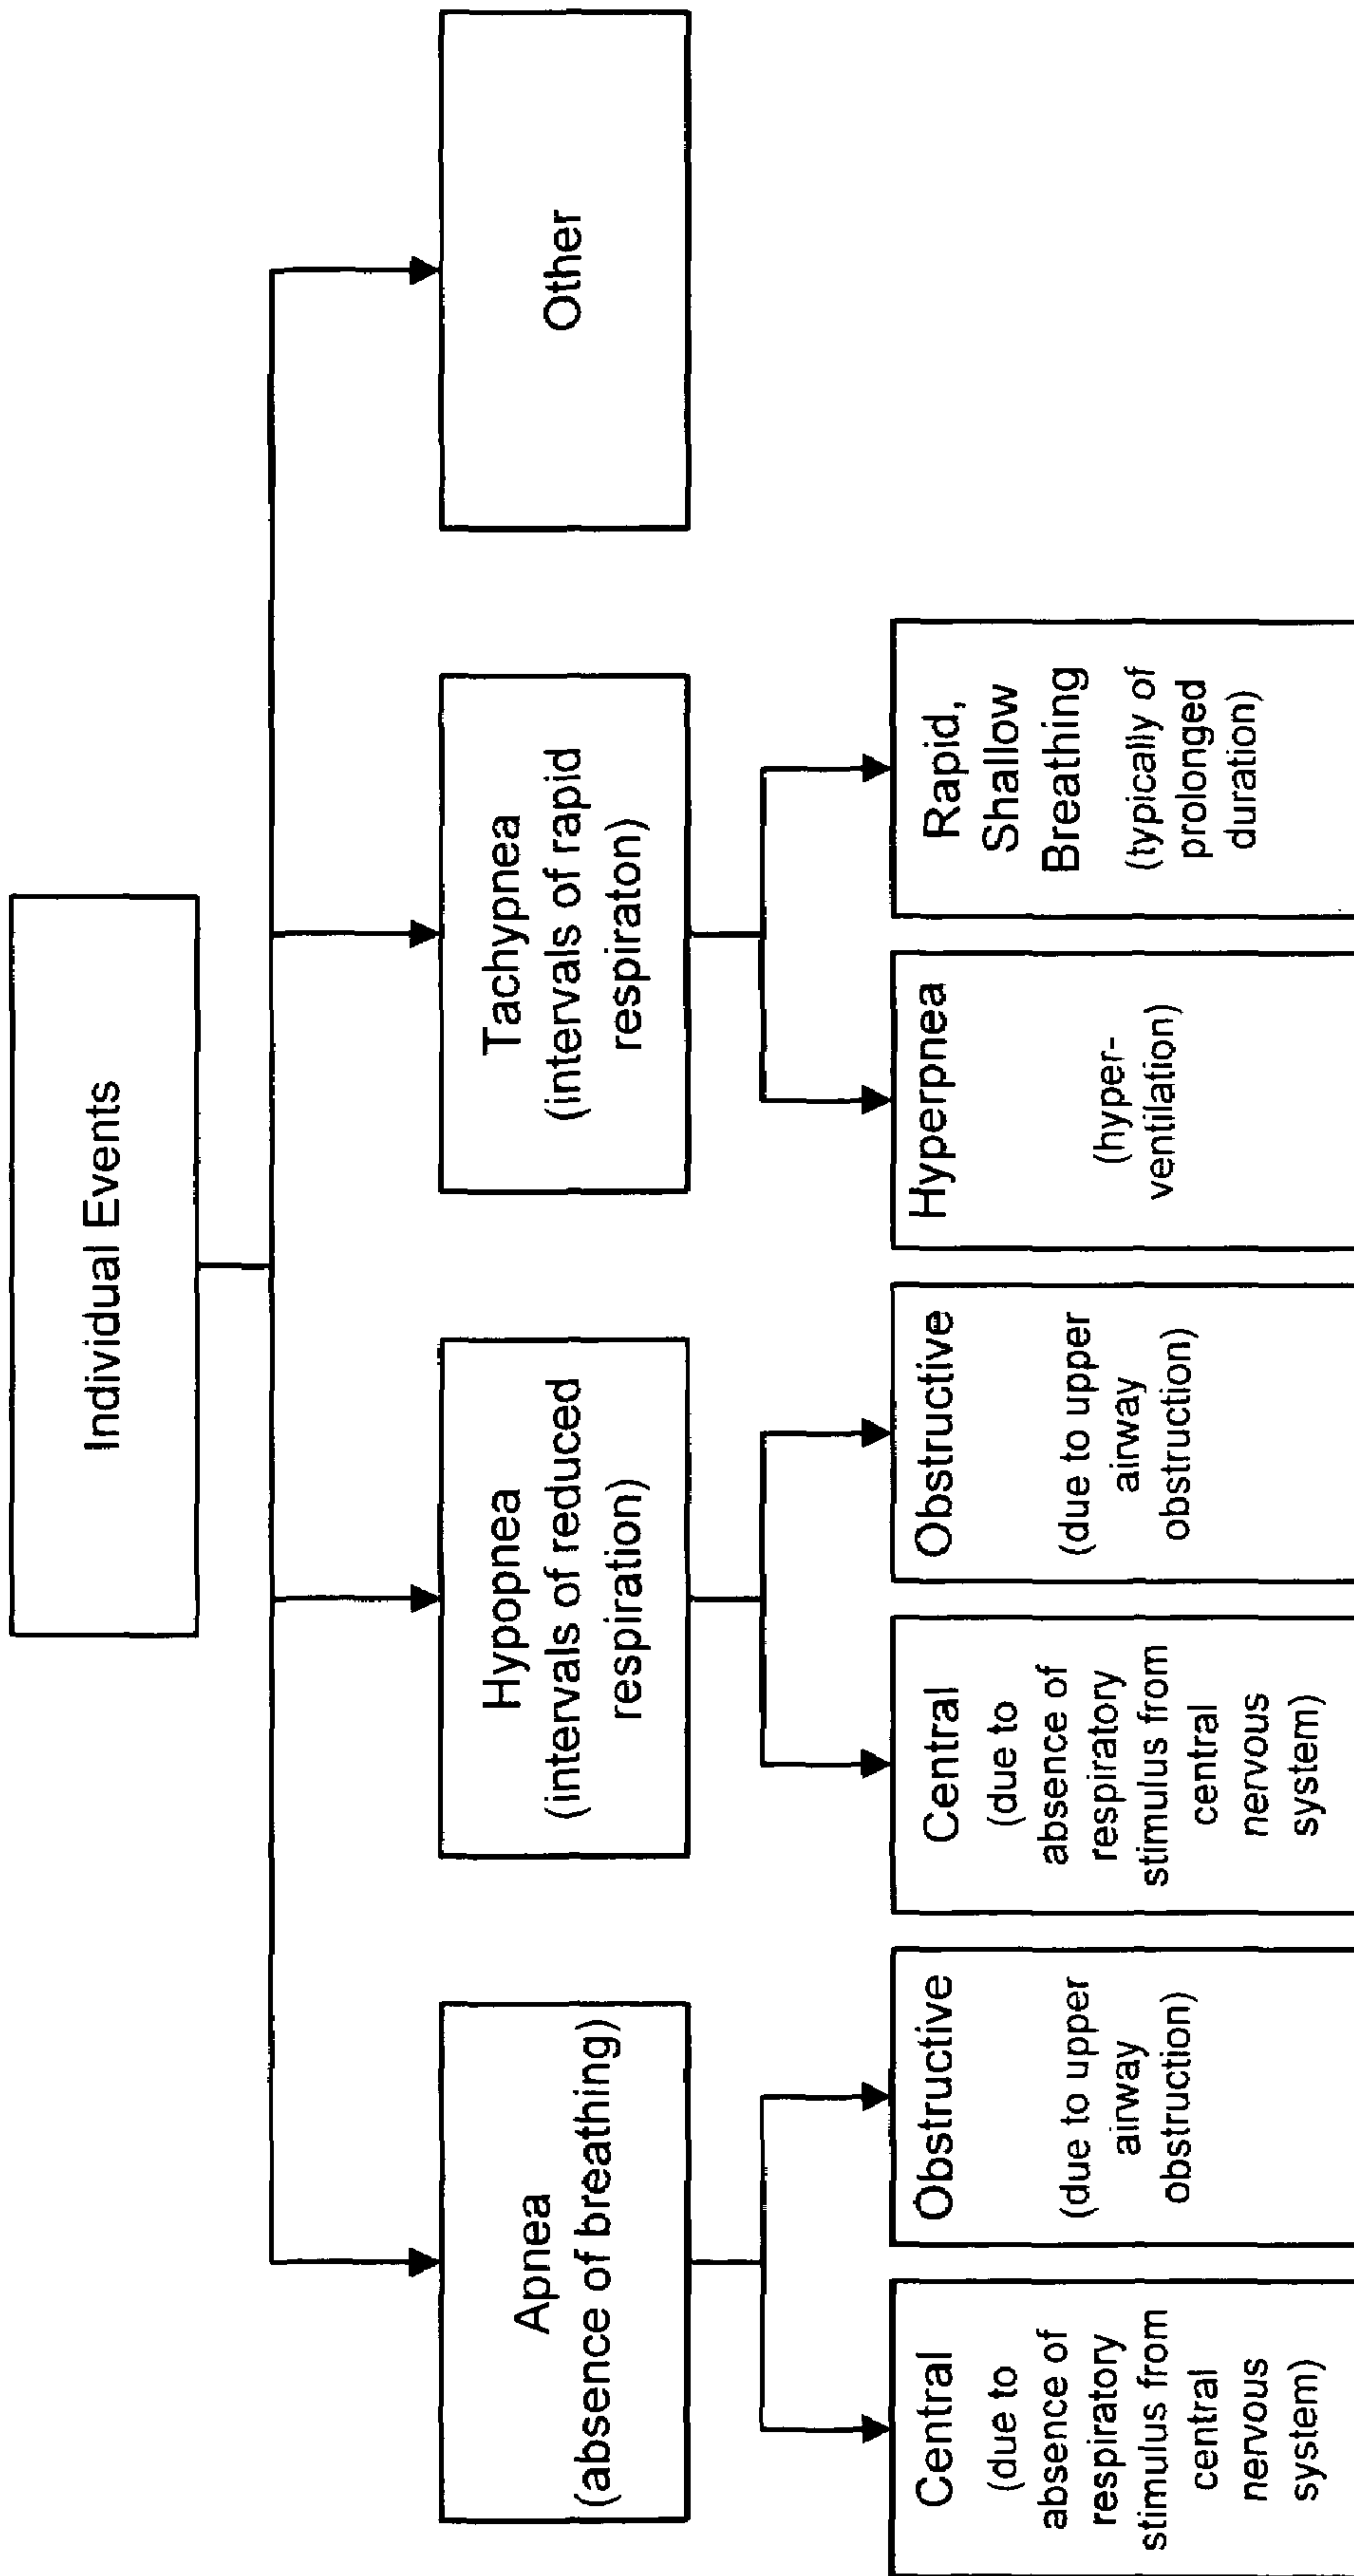 Individual Events
Apnea
(absence of breathing)
Hypopnea
(intervals of reduced
respiration)
Tachypnea
(intervals of rapid
respiraton)
Other
Central
(due to
absence of
respiratory
stimulus from
central
nervous
system)
Obstructive
(due to upper
airway
obstruction)
Central
(due to
absence of
respiratory
stimulus from
central
nervous
system)
Obstructive
(due to upper
airway
obstruction)
Hyperpnea
(hyper-
ventilation)
Rapid,
Shallow
Breathing
(typically of
prolonged
duration)